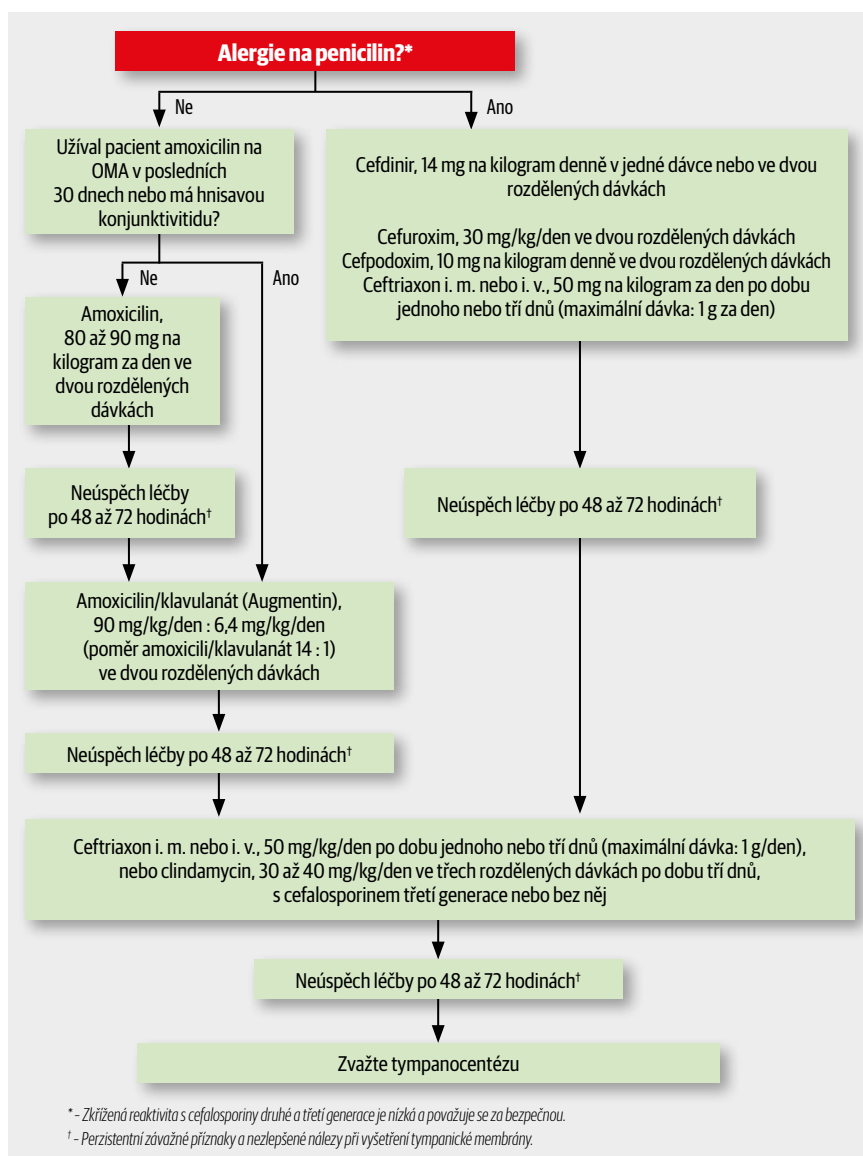 Alergie na penicilin?*
Ne
Ano
Užíval pacient amoxicilin na
OMA v posledních
30 dnech nebo má hnisavou
konjunktivitidu?
Cefdinir, 14 mg na kilogram denně v jedné dávce nebo ve dvou
rozdělených dávkách
Cefuroxim, 30 mg/kg/den ve dvou rozdělených dávkách
Cefpodoxim, 10 mg na kilogram denně ve dvou rozdělených dávkách
Ceftriaxon i. m. nebo i. v., 50 mg na kilogram za den po dobu
jednoho nebo tří dnů (maximální dávka: 1 g za den)
Ne
Ano
Amoxicilin,
80 až 90 mg na
kilogram za den ve
dvou rozdělených
dávkách
Neúspěch léčby
po 48 až 72 hodinách†
Neúspěch léčby po 48 až 72 hodinách†
Amoxicilin/klavulanát (Augmentin),
90 mg/kg/den : 6,4 mg/kg/den
(poměr amoxicili/klavulanát 14 : 1)
ve dvou rozdělených dávkách
Neúspěch léčby po 48 až 72 hodinách†
Ceftriaxon i. m. nebo i. v., 50 mg/kg/den po dobu jednoho nebo tří dnů (maximální dávka: 1 g/den),
nebo clindamycin, 30 až 40 mg/kg/den ve třech rozdělených dávkách po dobu tří dnů,
s cefalosporinem třetí generace nebo bez něj
Neúspěch léčby po 48 až 72 hodinách†
Zvažte tympanocentézu
* – Zkřížená reaktivita s cefalosporiny druhé a třetí generace je nízká a považuje se za bezpečnou.
† – Perzistentní závažné příznaky a nezlepšené nálezy při vyšetření tympanické membrány.